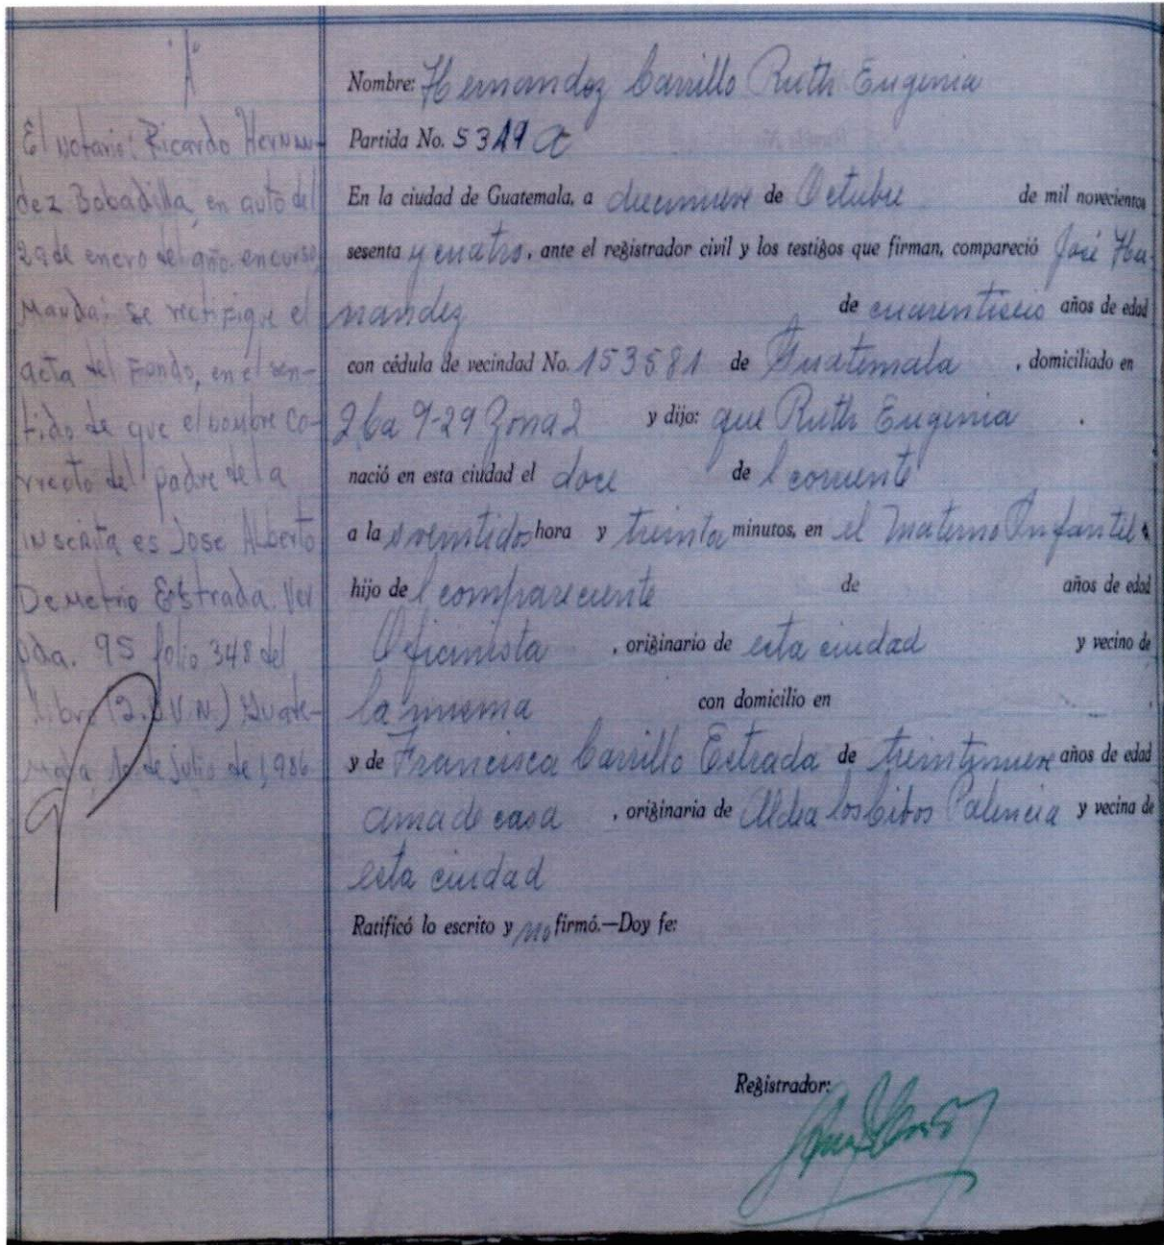 "A"
El Notario: Ricardo Hernan-
dez Bobadilla, en auto del
29 de enero del año en curso,
Manda: se rectifique el
acta del Fondo, en el sen-
tido de que el nombre co-
rrecto del padre de la
inscrita es Jose Alberto
Demetrio Estrada. Ver
pda. 95 folio 348 del
libro (2. D.V.N.) Guate-
mala 10 de julio de 1,986
Nombre: Hernandez Carrillo Ruth Eugenia
Partida No. 5349
En la ciudad de Guatemala, a diecinueve de Octubre de mil novecientos
sesenta y cuatro, ante el registrador civil y los testigos que firman, compareció José Her-
nandez de cuarentiseis años de edad
con cédula de vecindad No. 153581 de Guatemala, domiciliado en
2,6a 9-29 Zona 2 y dijo: que Ruth Eugenia.
nació en esta ciudad el doce de l corriente
a las veintidos hora y treinta minutos, en el Materno Infantil
hijo de l compareciente de años de edad
Oficinista, originario de esta ciudad y vecino de
la misma con domicilio en
y de Francisca Carrillo Estrada de treintinueve años de edad
ama de casa, originaria de Aldea los Palencia y vecina de
esta ciudad
Ratificó lo escrito y no firmó.—Doy fe:
Registrador: